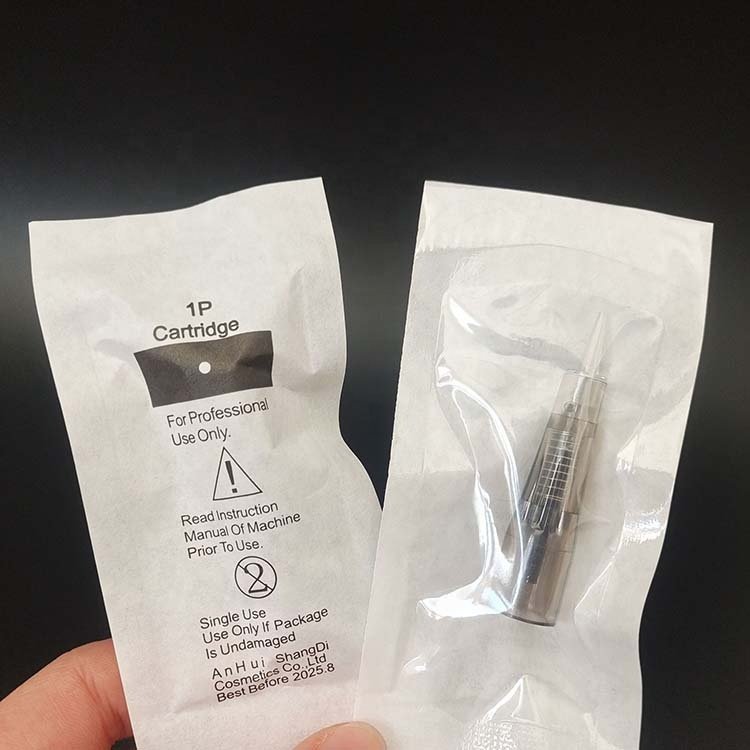 1P
Cartridge
For Professional
Use Only.
!
Read Instruction
Manual Of Machine
Prior To Use.
2
Single Use
Use Only If Package
Is Undamaged
AnHui ShangDi
Cosmetics Co.,Ltd
Best Before 2025.8